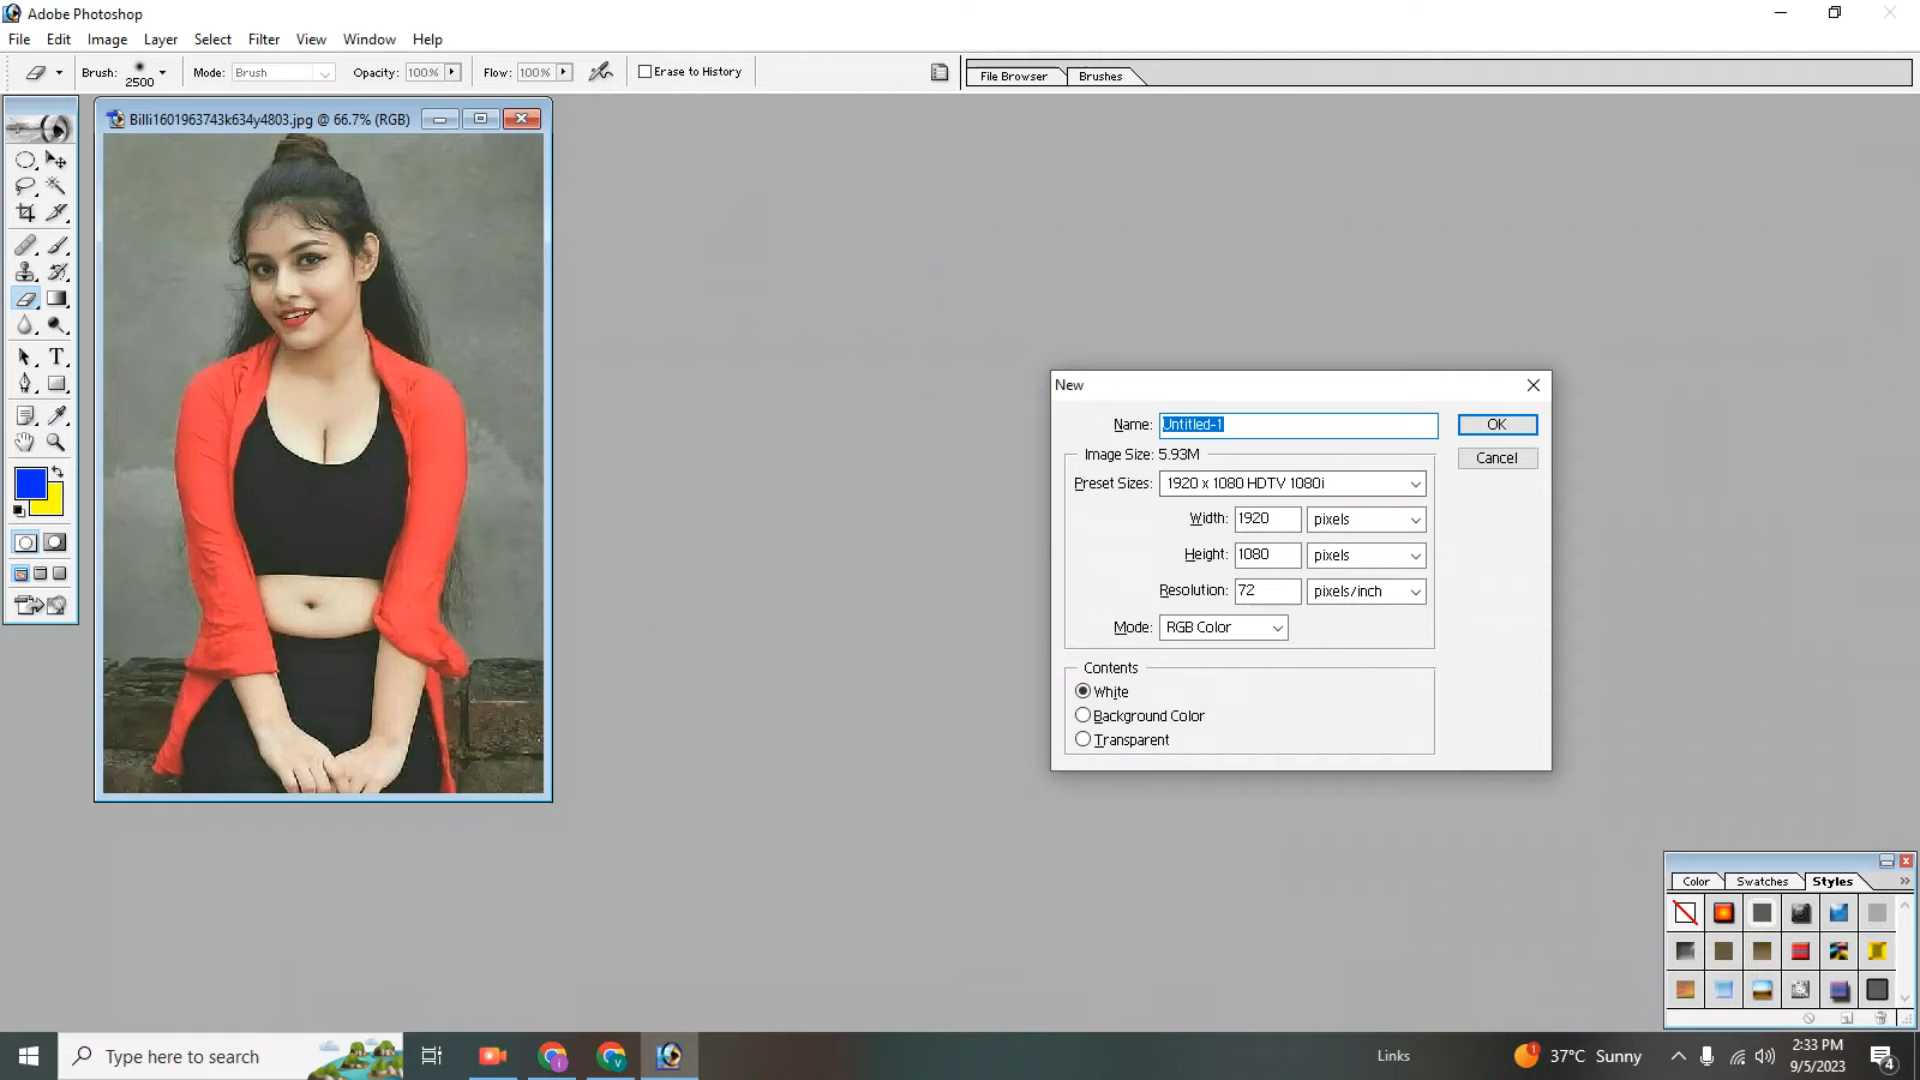 Adobe Photoshop
File Edit Image Layer Select Filter View Window Help
Brush: 2500 Mode: Brush Opacity: 100% Flow: 100% Erase to History File Browser Brushes
Billi1601963743k634y4803.jpg @ 66.7% (RGB)
T
New
Name: Untitled-1 OK
Image Size: 5.93M Cancel
Preset Sizes: 1920 x 1080 HDTV 1080i
Width: 1920 pixels
Height: 1080 pixels
Resolution: 72 pixels/inch
Mode: RGB Color
Contents
White
Background Color
Transparent
Color Swatches Styles
Type here to search Links 1 37°C Sunny 2:33 PM 4
9/5/2023